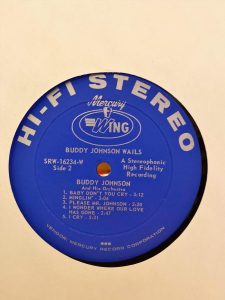 HI-FI STEREO
Mercury
WING
BUDDY JOHNSON WAILS
SRW-16234-W
Side 2
A Stereophonic
High Fidelity
Recording
BUDDY JOHNSON
And His Orchestra
1. BABY DON'T YOU CRY - 3:12
2. MINGLIN' - 3:06
3. PLEASE MR. JOHNSON - 3:20
4. I WONDER WHERE OUR LOVE
HAS GONE - 2:47
5. I CRY - 2:31
VENDOR: MERCURY RECORD CORPORATION